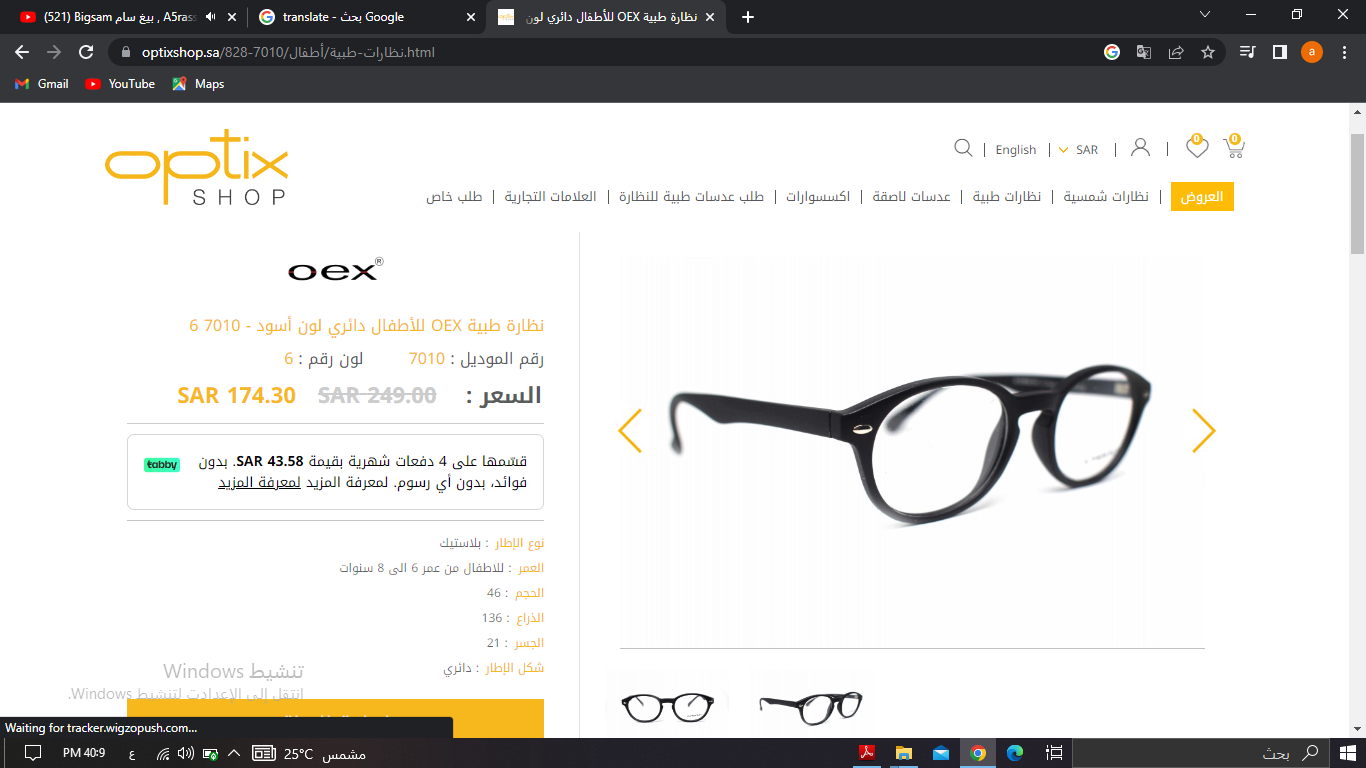 (521) Bigsam بيغ سام , A5rass
translate - بحث Google
نظارة طبية OEX للأطفال دائري لون
optixshop.sa/نظارات-طبية/أطفال/7010-828.html
a
Gmail
YouTube
Maps
optix
SHOP
English
SAR
0
0
العروض | نظارات شمسية | نظارات طبية | عدسات لاصقة | اكسسوارات | طلب عدسات طبية للنظارة | العلامات التجارية | طلب خاص
oex®
نظارة طبية OEX للأطفال دائري لون أسود - 7010 6
رقم الموديل : 7010 لون رقم : 6
السعر : SAR 249.00 SAR 174.30
قسّمها على 4 دفعات شهرية بقيمة SAR 43.58. بدون
فوائد، بدون أي رسوم. لمعرفة المزيد لمعرفة المزيد
tabby
نوع الإطار : بلاستيك
العمر : للاطفال من عمر 6 الى 8 سنوات
الحجم : 46
الذراع : 136
الجسر : 21
شكل الإطار : دائري
تنشيط Windows
انتقل إلى الإعدادت لتنشيط Windows.
Waiting for tracker.wigzopush.com...
PM 40:9
ع
25°C مشمس
بحث